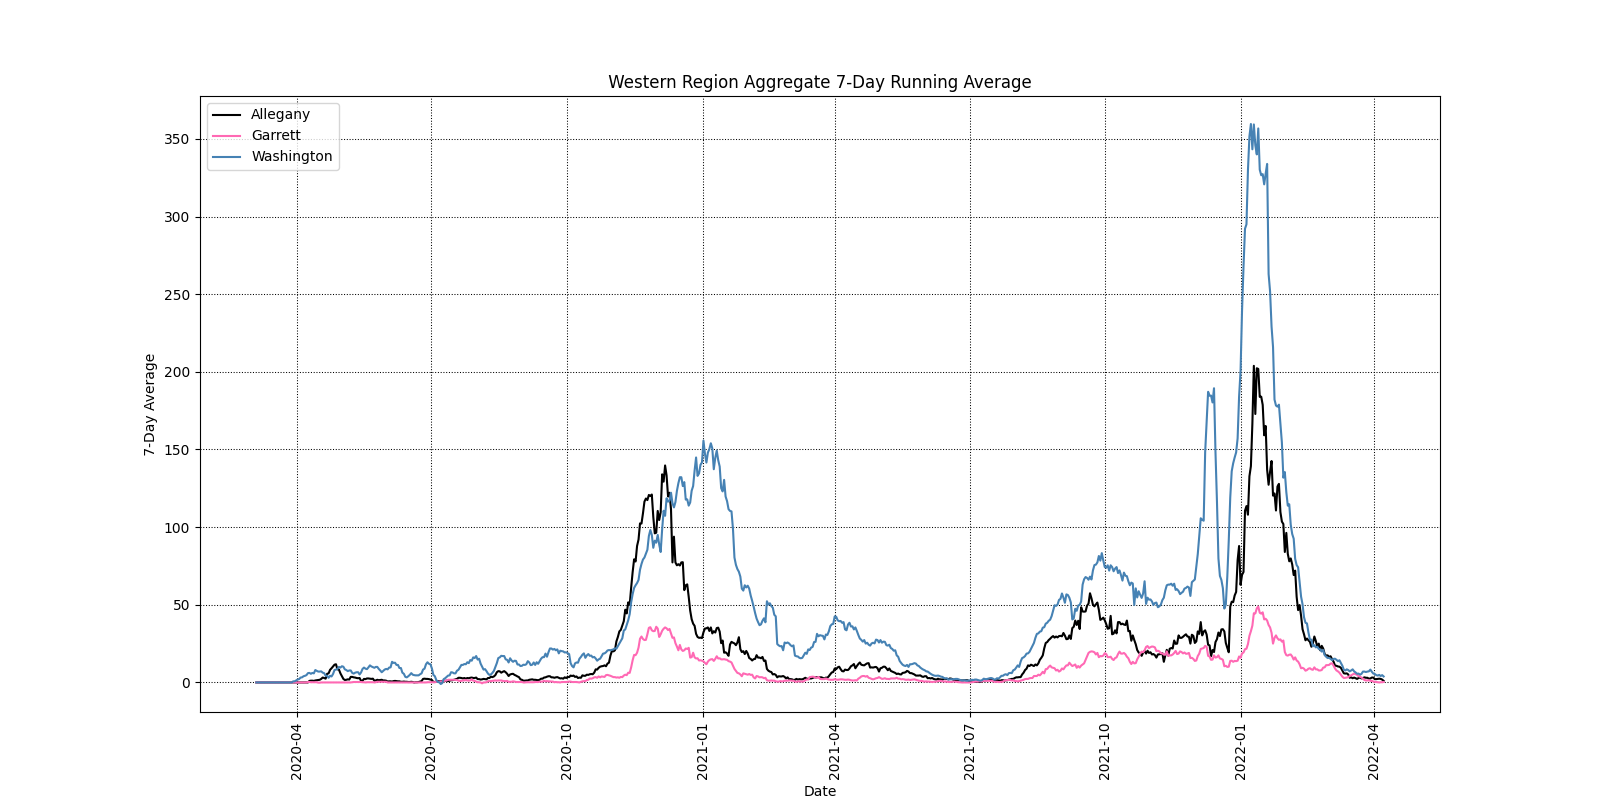 Western Region Aggregate 7-Day Running Average
Allegany
Garrett
Washington
350
300
250
200
150
100
50
0
7-Day Average
2020-04
2020-07
2020-10
2021-01
2021-04
2021-07
2021-10
2022-01
2022-04
Date